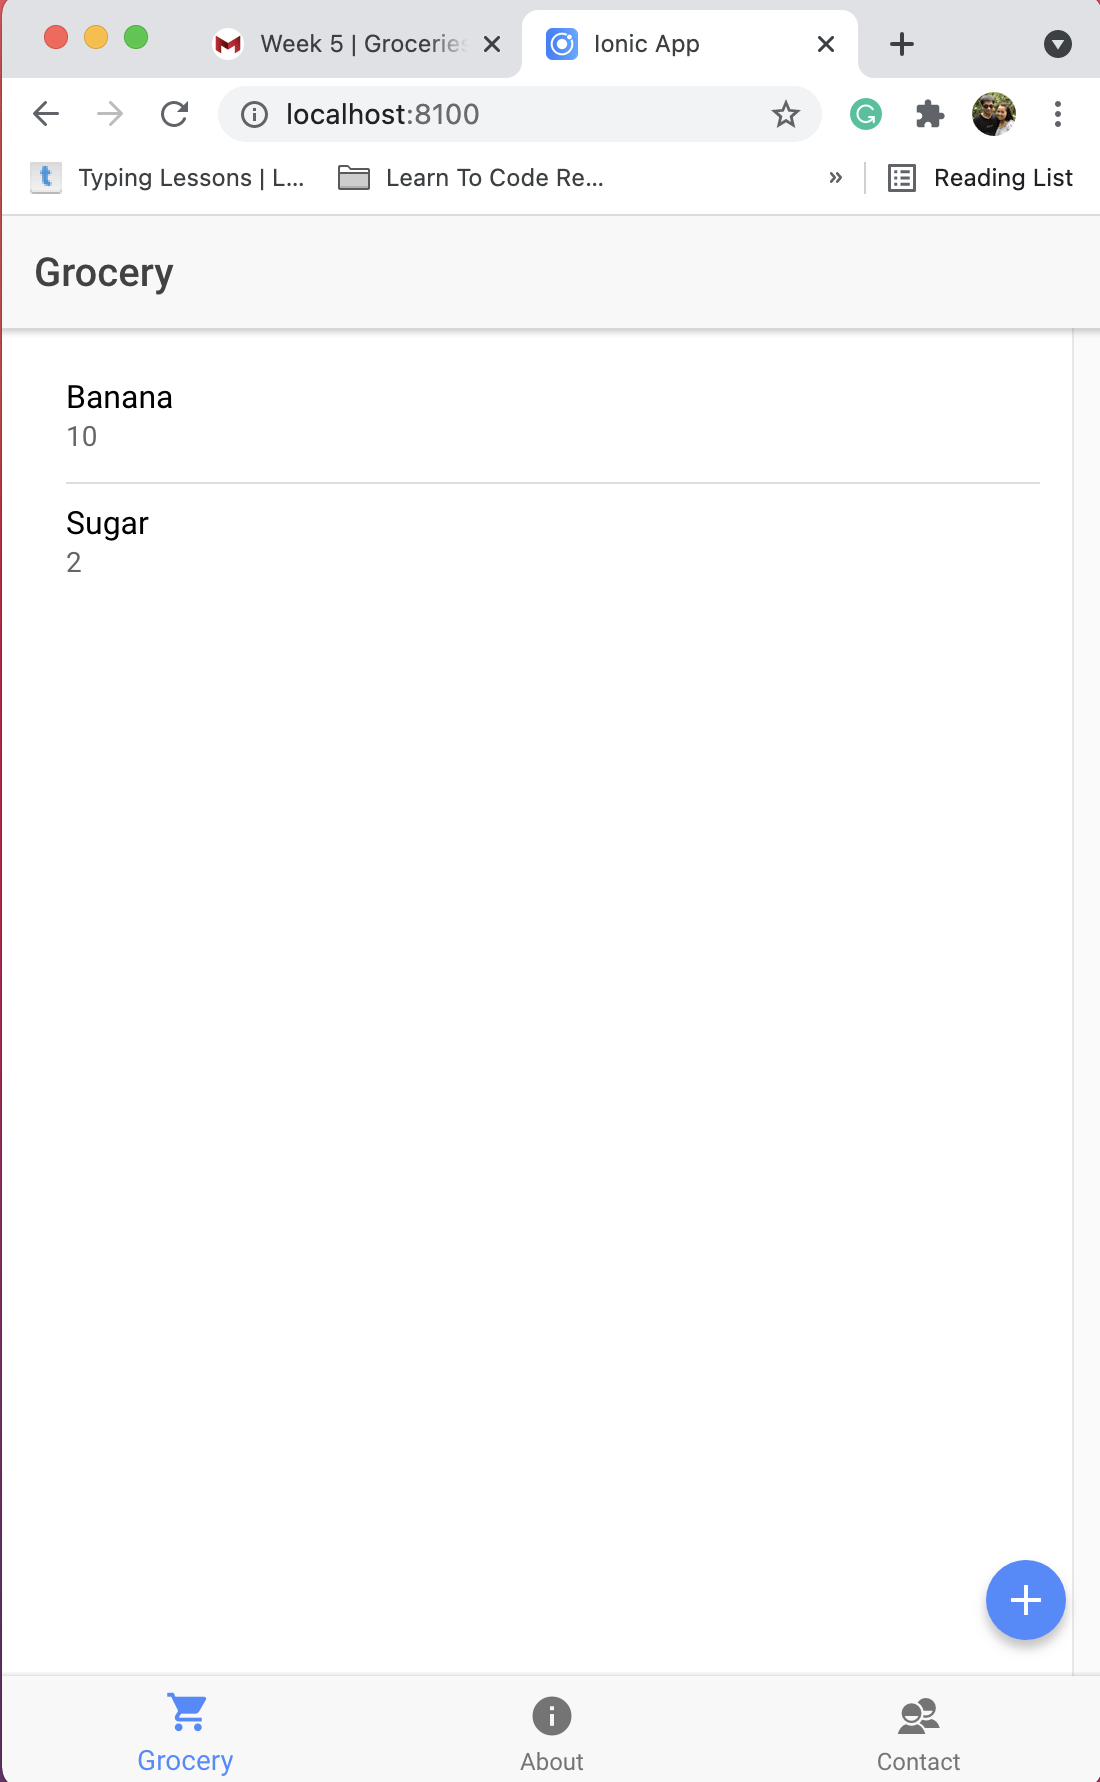 Week 5 | Groceries
Ionic App
localhost:8100
Typing Lessons | L...
Learn To Code Re...
»
Reading List
Grocery
Banana
10
Sugar
2
Grocery
About
Contact